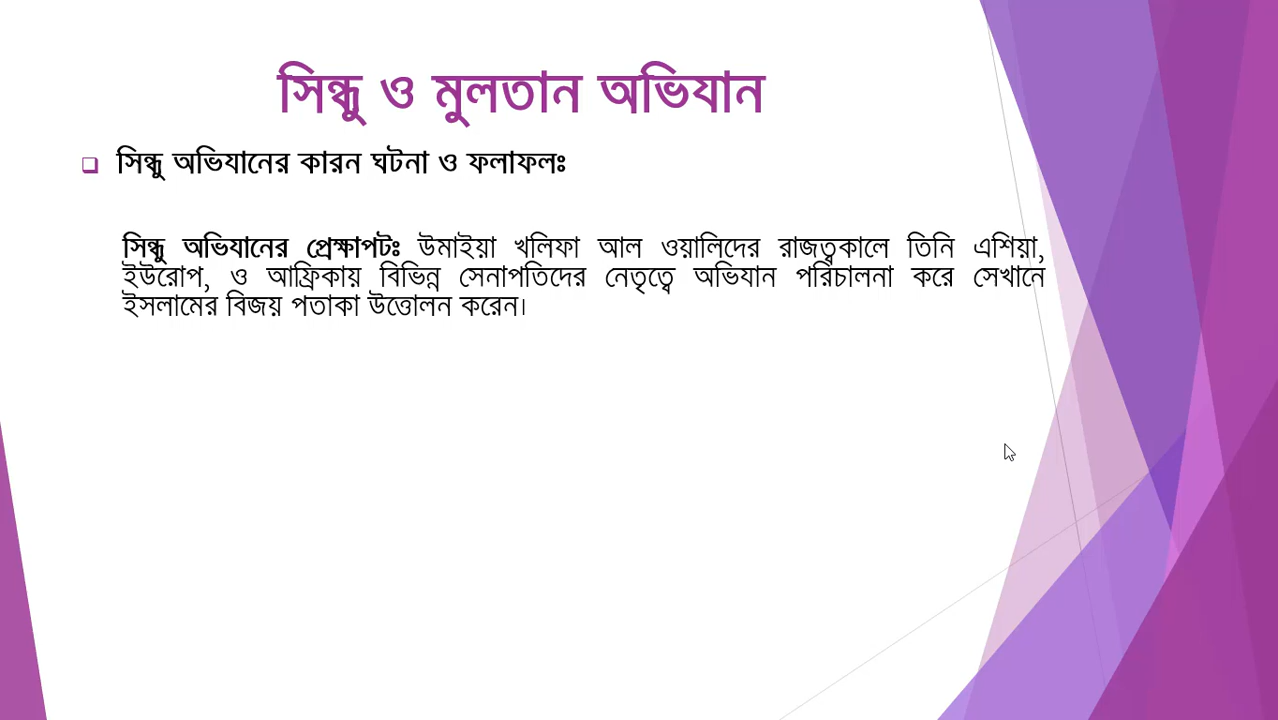 সিন্ধু ও মুলতান অভিযান
সিন্ধু অভিযানের কারন ঘটনা ও ফলাফলঃ
সিন্ধু অভিযানের প্রেক্ষাপটঃ উমাইয়া খলিফা আল ওয়ালিদের রাজত্বকালে তিনি এশিয়া,
ইউরোপ, ও আফ্রিকায় বিভিন্ন সেনাপতিদের নেতৃত্বে অভিযান পরিচালনা করে সেখানে
ইসলামের বিজয় পতাকা উত্তোলন করেন।